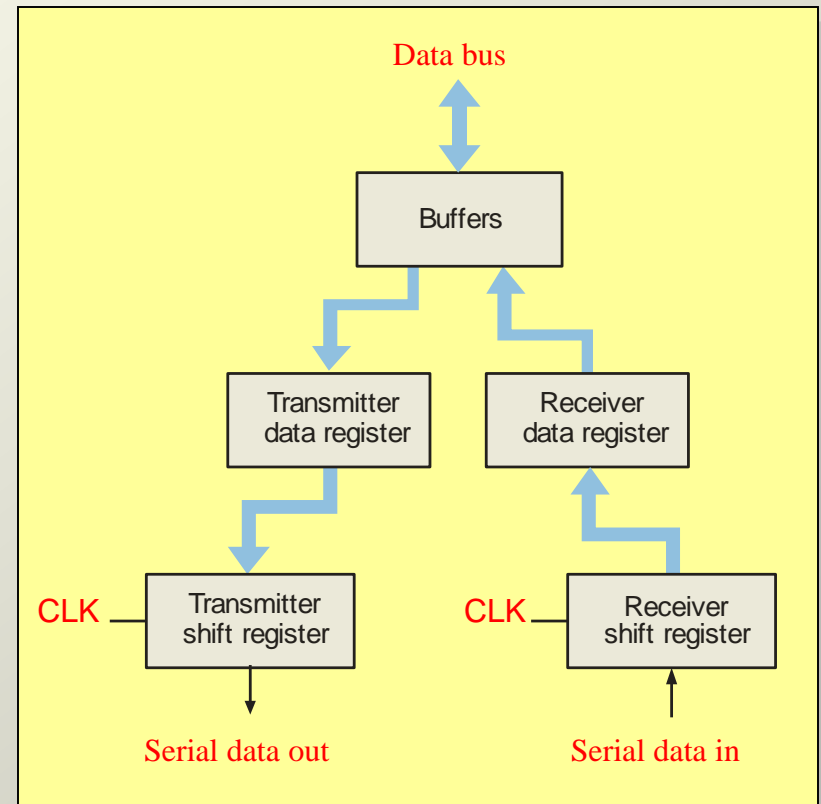 Data bus
Buffers
Transmitter
data register
Receiver
data register
CLK
Transmitter
shift register
CLK
Receiver
shift register
Serial data out
Serial data in